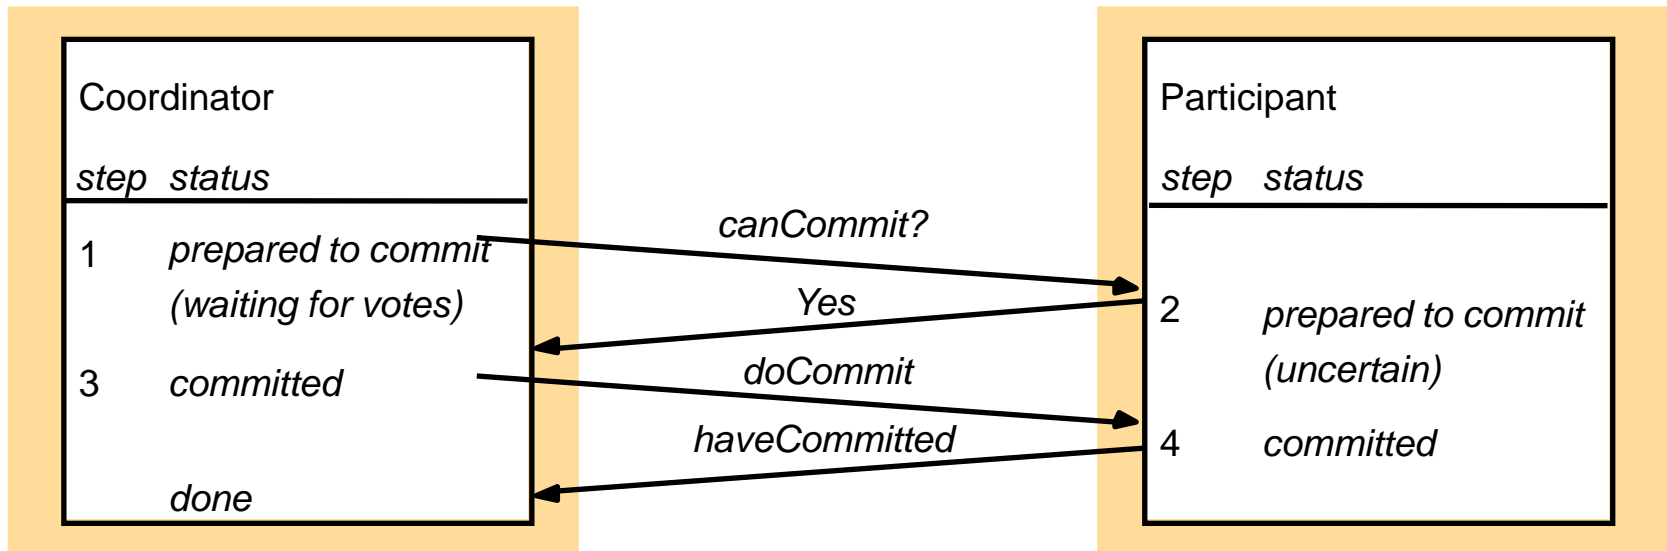 Coordinator
step status
1 prepared to commit
(waiting for votes)
3 committed
done
canCommit?
Yes
doCommit
haveCommitted
Participant
step status
2 prepared to commit
(uncertain)
4 committed